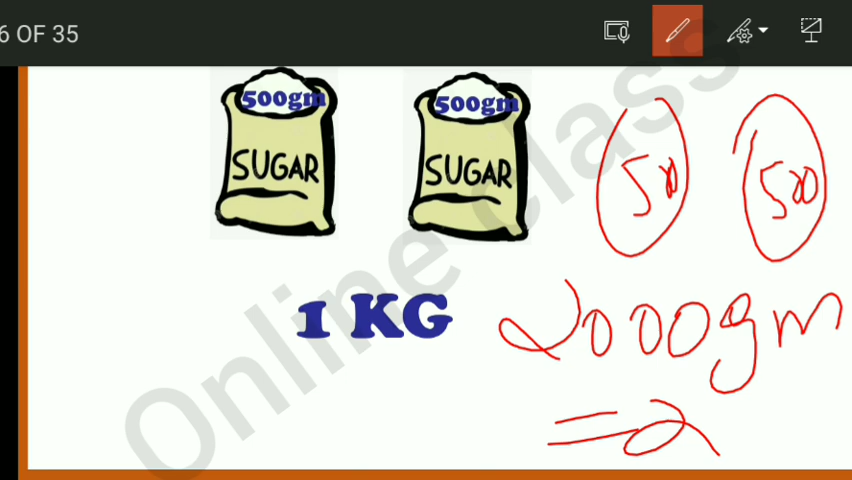 6 OF 35
500gm 500gm
SUGAR SUGAR
500 500
1 KG
2000gm
=2
Online class